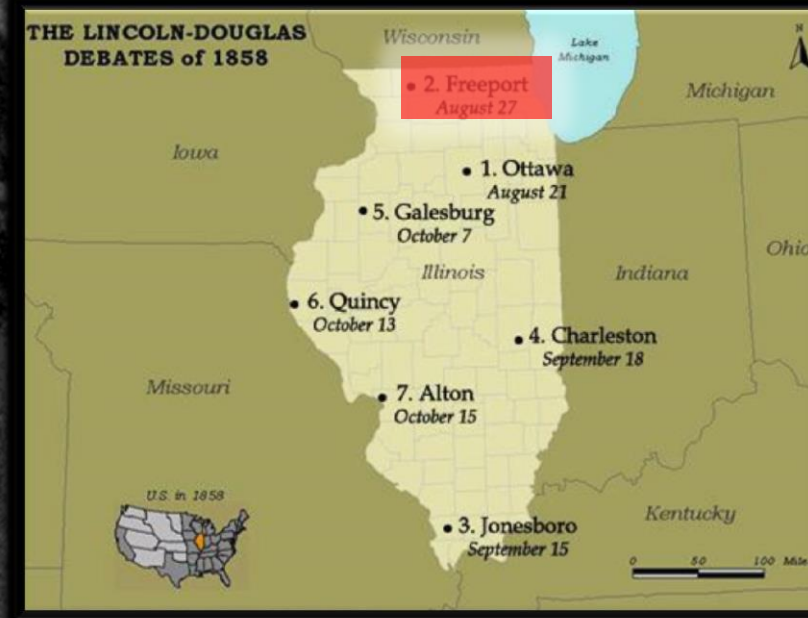 THE LINCOLN-DOUGLAS
DEBATES of 1858
Wisconsin
Lake
Michigan
N
2. Freeport
August 27
Michigan
Iowa
1. Ottawa
August 21
5. Galesburg
October 7
Illinois
Indiana
Ohio
6. Quincy
October 13
4. Charleston
September 18
Missouri
7. Alton
October 15
U.S. in 1858
3. Jonesboro
September 15
Kentucky
0 50 100 Mile